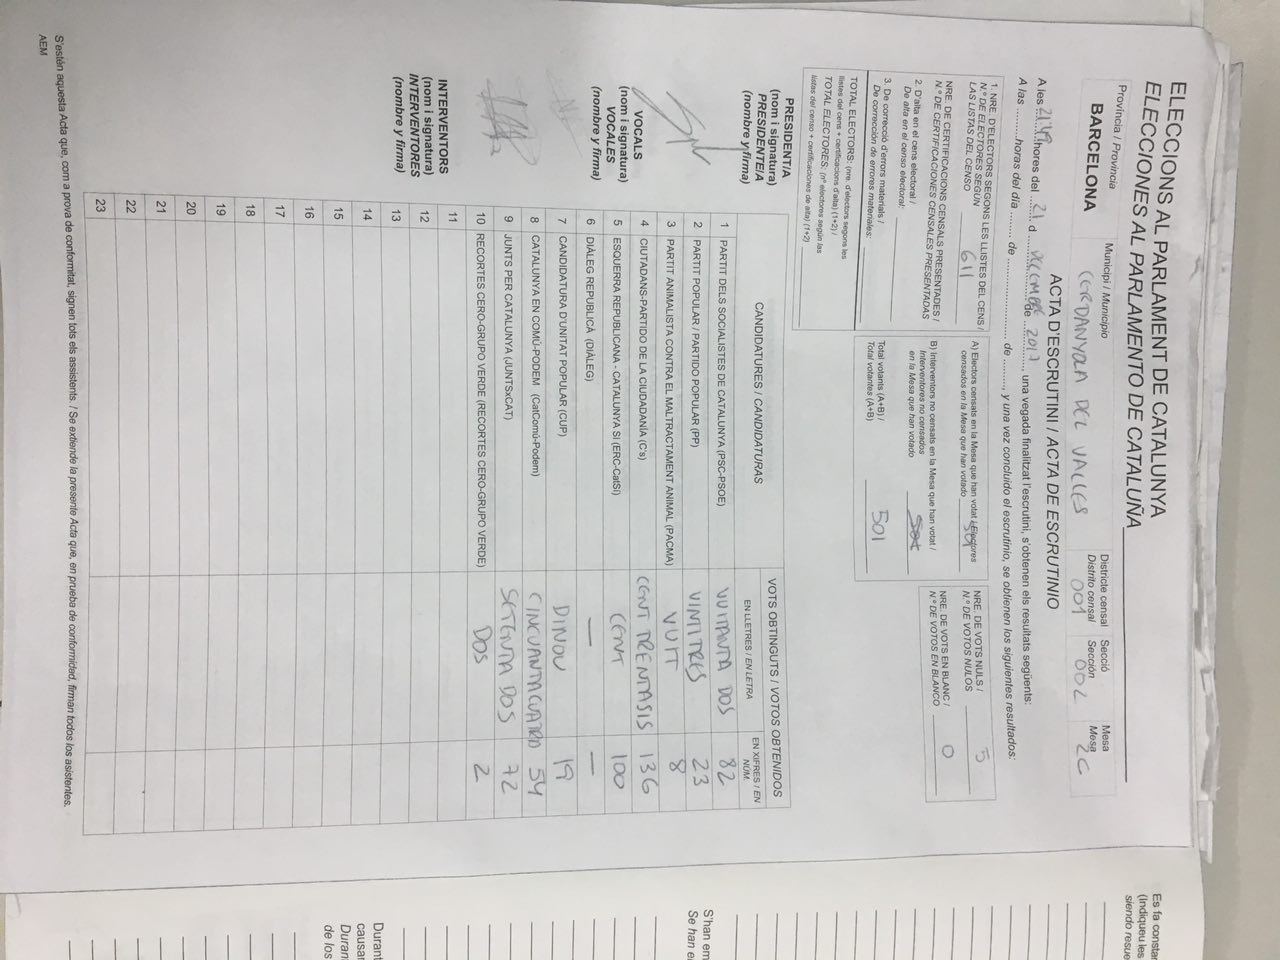 ELECCIONS AL PARLAMENT DE CATALUNYA
ELECCIONES AL PARLAMENTO DE CATALUÑA
Província / Provincia
BARCELONA
Municipi / Municipio
CERDANYOLA DEL VALLES
Districte censal
Distrito censal
001
Secció
Sección
002
Mesa
Mesa
2C
ACTA D'ESCRUTINI / ACTA DE ESCRUTINIO
A les 21:49 hores del 21 d DECEMBRE de 2017, una vegada finalitzat l'escrutini, s'obtenen els resultats següents:
A las ............horas del día ......... de ........................ de ........, y una vez concluido el escrutinio, se obtienen los siguientes resultados:
1. NRE. D'ELECTORS SEGONS LES LLISTES DEL CENS /
N.º DE ELECTORES SEGÚN
LAS LISTAS DEL CENSO 611
NRE. DE CERTIFICACIONS CENSALS PRESENTADES /
N.º DE CERTIFICACIONES CENSALES PRESENTADAS
2. D'alta en el cens electoral /
De alta en el censo electoral:
3. De correcció d'errors materials /
De corrección de errores materiales:
TOTAL ELECTORS: (nre. d'electors segons les
llistes del cens + certificacions d'alta) (1+2) /
TOTAL ELECTORES: (nº electores según las
listas del censo + certificaciones de alta) (1+2)
A) Electors censats en la Mesa que han votat / Electores
censados en la Mesa que han votado 501
B) Interventors no censats en la Mesa que han votat /
Interventores no censados
en la Mesa que han votado
Total votants (A+B) /
Total votantes (A+B) 501
NRE. DE VOTS NULS /
N.º DE VOTOS NULOS 5
NRE. DE VOTS EN BLANC /
N.º DE VOTOS EN BLANCO 0
PRESIDENT/A
(nom i signatura)
PRESIDENTE/A
(nombre y firma)
VOCALS
(nom i signatura)
VOCALES
(nombre y firma)
INTERVENTORS
(nom i signatura)
INTERVENTORES
(nombre y firma)
CANDIDATURES / CANDIDATURAS
VOTS OBTINGUTS / VOTOS OBTENIDOS
EN LLETRES / EN LETRA
EN XIFRES / EN NÚM.
1 PARTIT DELS SOCIALISTES DE CATALUNYA (PSC-PSOE) VUITANTA DOS 82
2 PARTIT POPULAR / PARTIDO POPULAR (PP) VINTITRES 23
3 PARTIT ANIMALISTA CONTRA EL MALTRACTAMENT ANIMAL (PACMA) VUIT 8
4 CIUTADANS-PARTIDO DE LA CIUDADANÍA (C's) CENT TRENTASIS 136
5 ESQUERRA REPUBLICANA - CATALUNYA SÍ (ERC-CatSí) CENT 100
6 DIÀLEG REPUBLICÀ (DIÀLEG) — —
7 CANDIDATURA D'UNITAT POPULAR (CUP) DINOU 19
8 CATALUNYA EN COMÚ-PODEM (CatComú-Podem) CINCUANTACUATRO 54
9 JUNTS PER CATALUNYA (JUNTSxCAT) SETENTA DOS 72
10 RECORTES CERO-GRUPO VERDE (RECORTES CERO-GRUPO VERDE) DOS 2
11
12
13
14
15
16
17
18
19
20
21
22
23
S'estén aquesta Acta que, com a prova de conformitat, signen tots els assistents / Se extiende la presente Acta que, en prueba de conformidad, firman todos los asistentes.
AEM
Es fa constar
(Indiqueu les
siendo resue
S'han em
Se han e
Durant
causar
Durant
de los